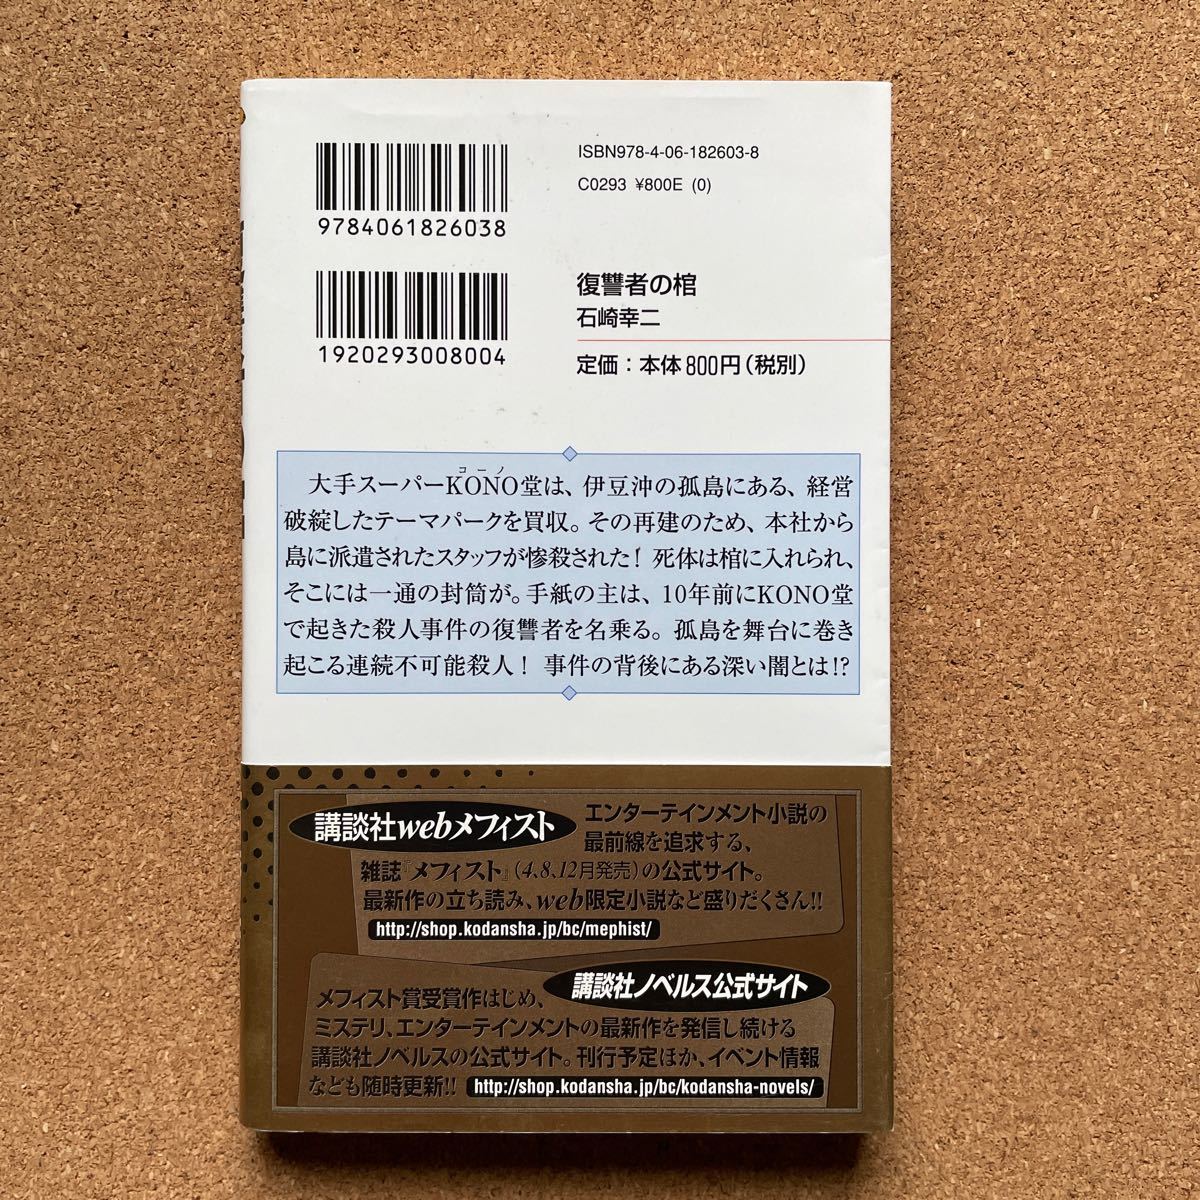 ISBN978-4-06-182603-8
C0293 ¥800E (0)
9784061826038
1920293008004
復讐者の棺
石崎幸二
定価：本体800円（税別）
コーノ
大手スーパーKONO堂は、伊豆沖の孤島にある、経営
破綻したテーマパークを買収。その再建のため、本社から
島に派遣されたスタッフが惨殺された！ 死体は棺に入れられ、
そこには一通の封筒が。手紙の主は、10年前にKONO堂
で起きた殺人事件の復讐者を名乗る。孤島を舞台に巻き
起こる連続不可能殺人！ 事件の背後にある深い闇とは!?
講談社webメフィスト
エンターテインメント小説の
最前線を追求する、
雑誌『メフィスト』（4、8、12月発売）の公式サイト。
最新作の立ち読み、web限定小説など盛りだくさん!!
http://shop.kodansha.jp/bc/mephist/
講談社ノベルス公式サイト
メフィスト賞受賞作はじめ、
ミステリ、エンターテインメントの最新作を発信し続ける
講談社ノベルスの公式サイト。刊行予定ほか、イベント情報
なども随時更新!! http://shop.kodansha.jp/bc/kodansha-novels/